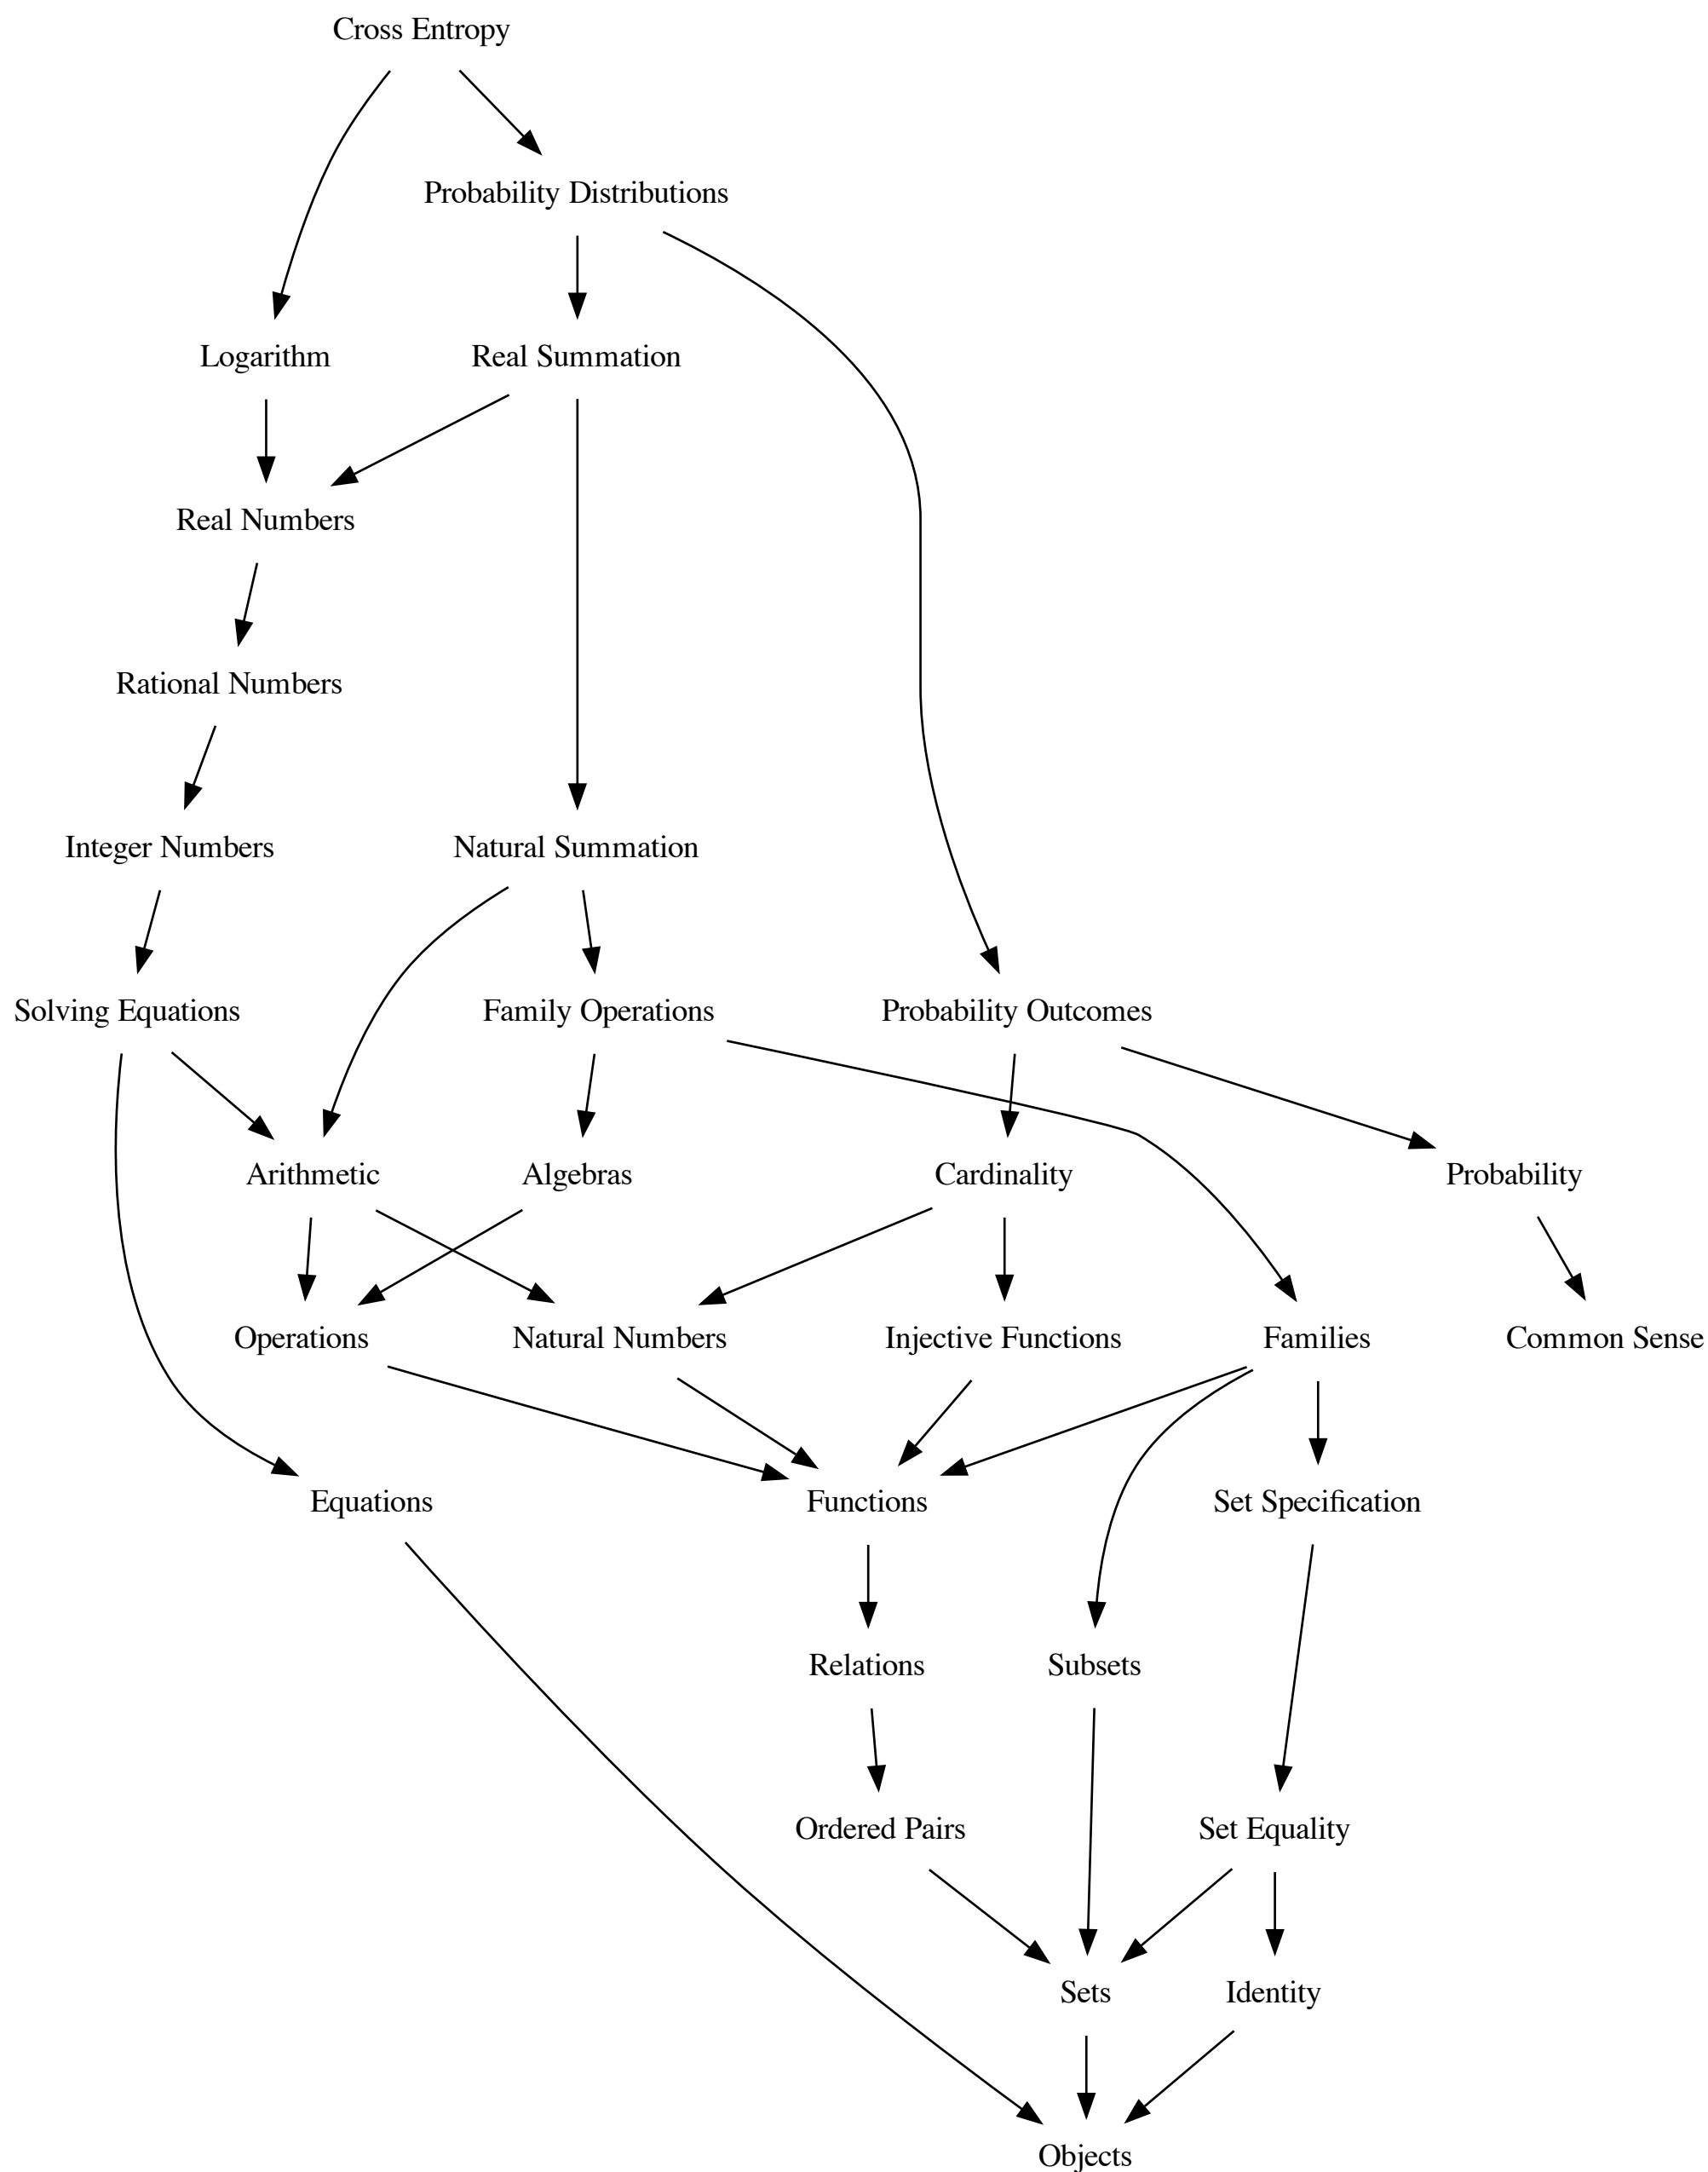 Cross Entropy
Probability Distributions
Logarithm
Real Summation
Real Numbers
Rational Numbers
Integer Numbers
Natural Summation
Solving Equations
Family Operations
Probability Outcomes
Arithmetic
Algebras
Cardinality
Probability
Operations
Natural Numbers
Injective Functions
Families
Common Sense
Equations
Functions
Set Specification
Relations
Subsets
Ordered Pairs
Set Equality
Sets
Identity
Objects